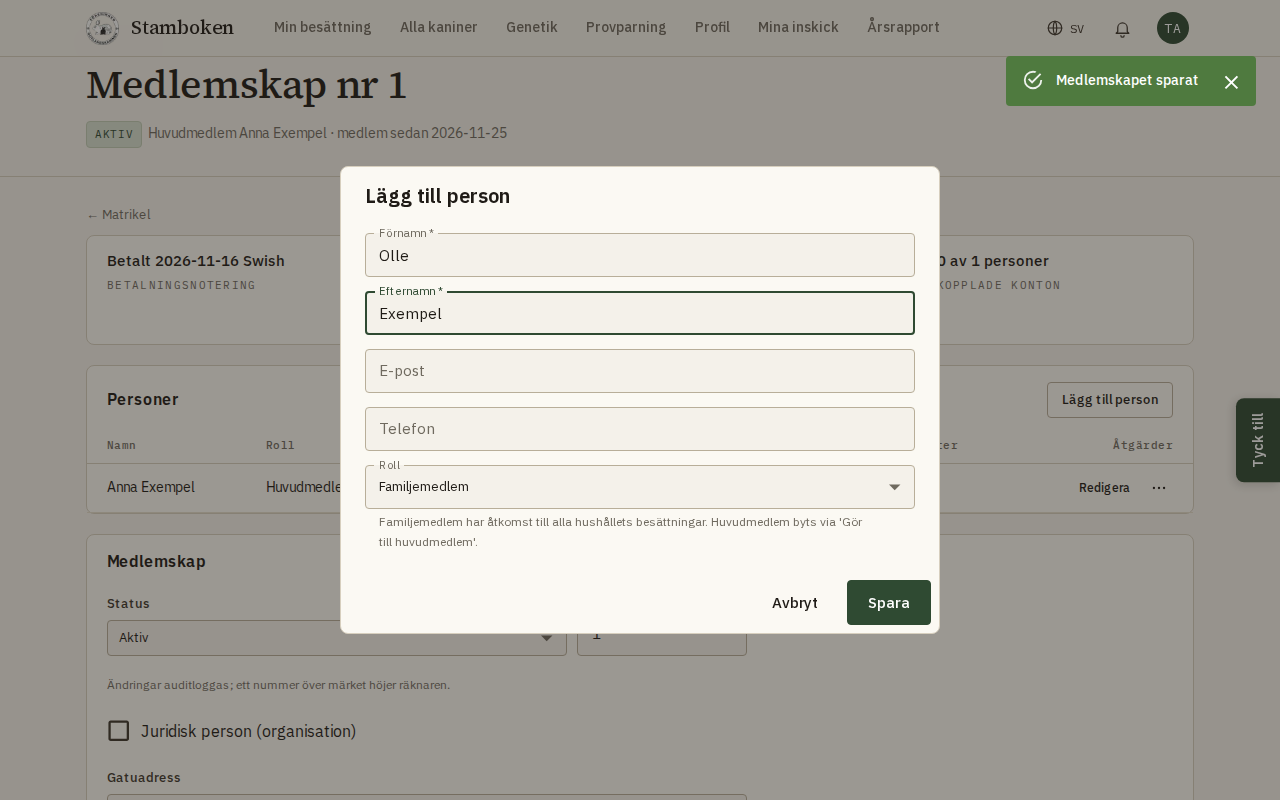 Stamboken
Min besättning
Alla kaniner
Genetik
Provparning
Profil
Mina inskick
Årsrapport
SV
TA
Medlemskap nr 1
Medlemskapet sparat
AKTIV
Huvudmedlem Anna Exempel · medlem sedan 2026-11-25
← Matrikel
Betalt 2026-11-16 Swish
BETALNINGSNOTERING
0 av 1 personer
KOPPLADE KONTON
Lägg till person
Förnamn *
Olle
Efternamn *
Exempel
E-post
Telefon
Roll
Familjemedlem
Familjemedlem har åtkomst till alla hushållets besättningar. Huvudmedlem byts via 'Gör
till huvudmedlem'.
Avbryt
Spara
Personer
Lägg till person
Namn
Roll
Åtgärder
Anna Exempel
Redigera
Tyck till
Medlemskap
Status
Aktiv
1
Ändringar auditloggas; ett nummer över märket höjer räknaren.
Juridisk person (organisation)
Gatuadress